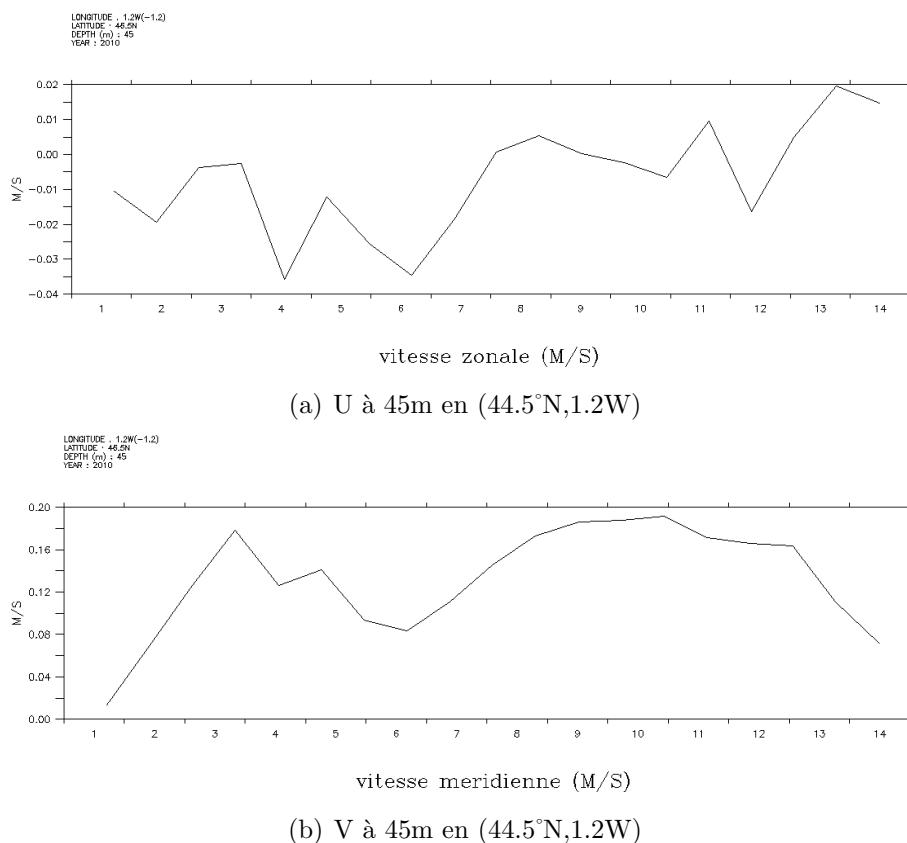 LONGITUDE : 1.2W(-1.2)
LATITUDE :
DEPTH (m) : 45
YEAR : 2010
0.02
0.01
0.00
-0.01
-0.02
-0.03
-0.04
M/S
1 2 3 4 5 6 7 8 9 10 11 12 13 14
vitesse zonale (M/S)
(a) U à 45m en (44.5°N,1.2W)
LONGITUDE : 1.2W(-1.2)
LATITUDE :
DEPTH (m) : 45
YEAR : 2010
0.20
0.16
0.12
0.08
0.04
0.00
M/S
1 2 3 4 5 6 7 8 9 10 11 12 13 14
vitesse meridienne (M/S)
(b) V à 45m en (44.5°N,1.2W)